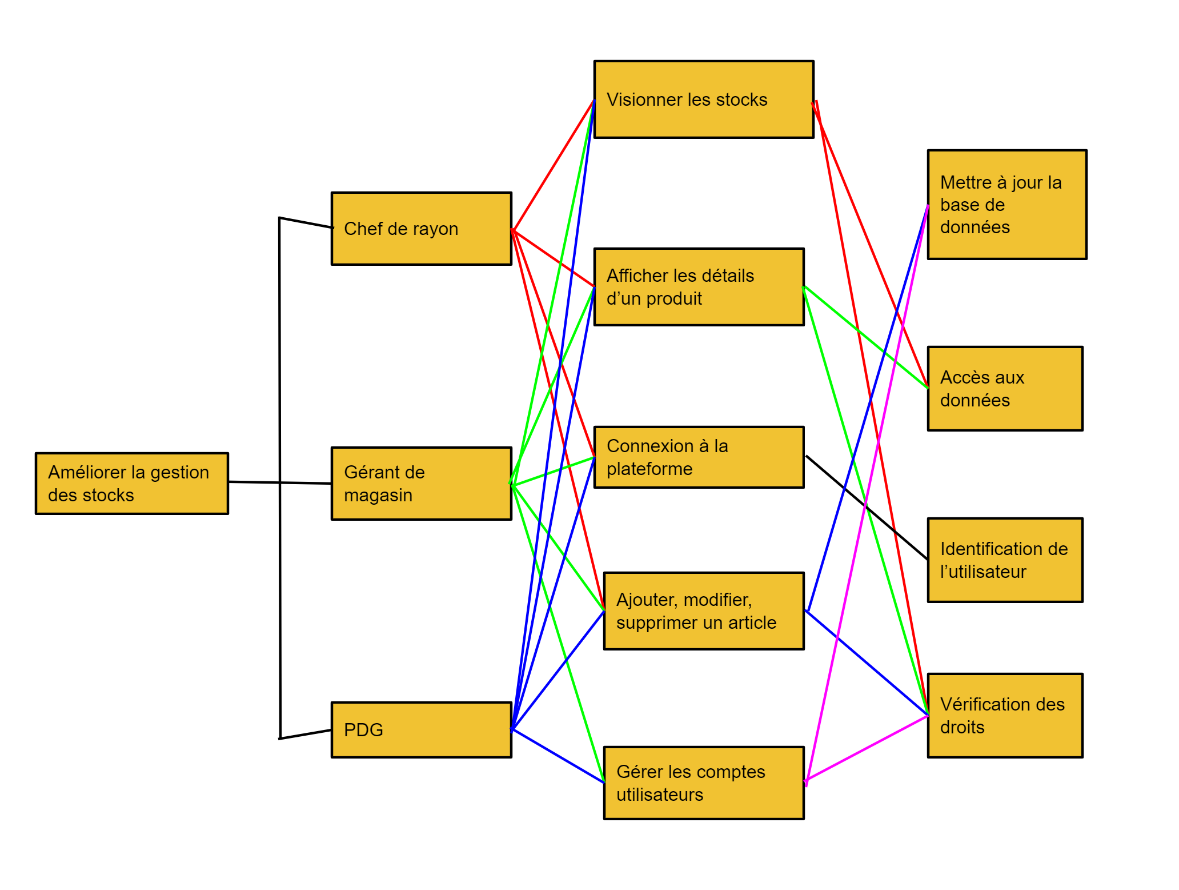 Améliorer la gestion
des stocks
Chef de rayon
Gérant de
magasin
PDG
Visionner les stocks
Afficher les détails
d’un produit
Connexion à la
plateforme
Ajouter, modifier,
supprimer un article
Gérer les comptes
utilisateurs
Mettre à jour la
base de
données
Accès aux
données
Identification de
l’utilisateur
Vérification des
droits